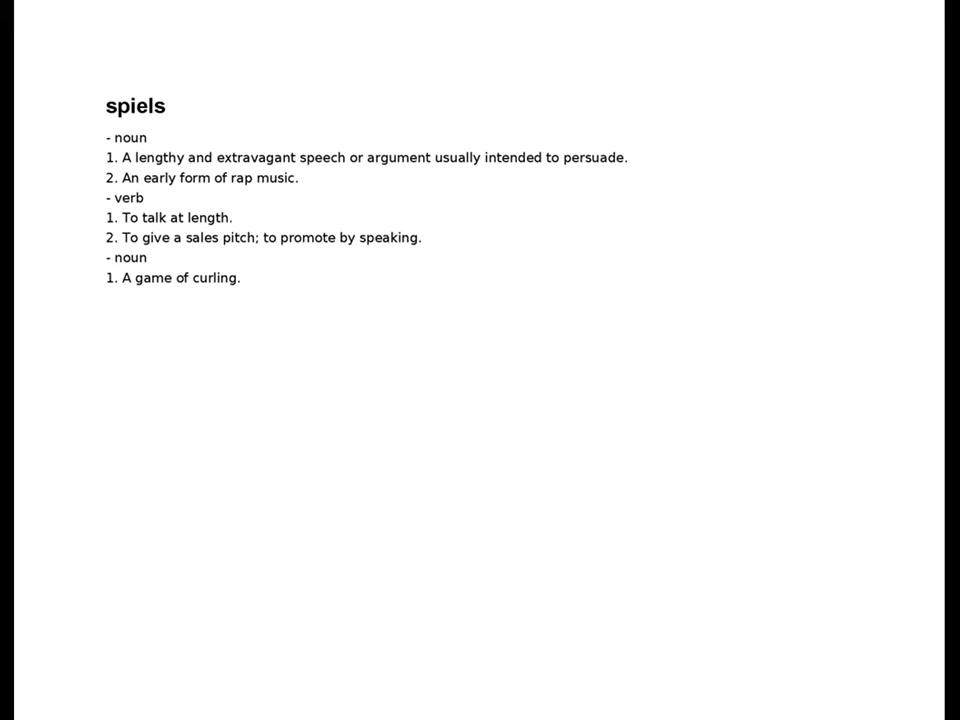 spiels
- noun
1. A lengthy and extravagant speech or argument usually intended to persuade.
2. An early form of rap music.
- verb
1. To talk at length.
2. To give a sales pitch; to promote by speaking.
- noun
1. A game of curling.